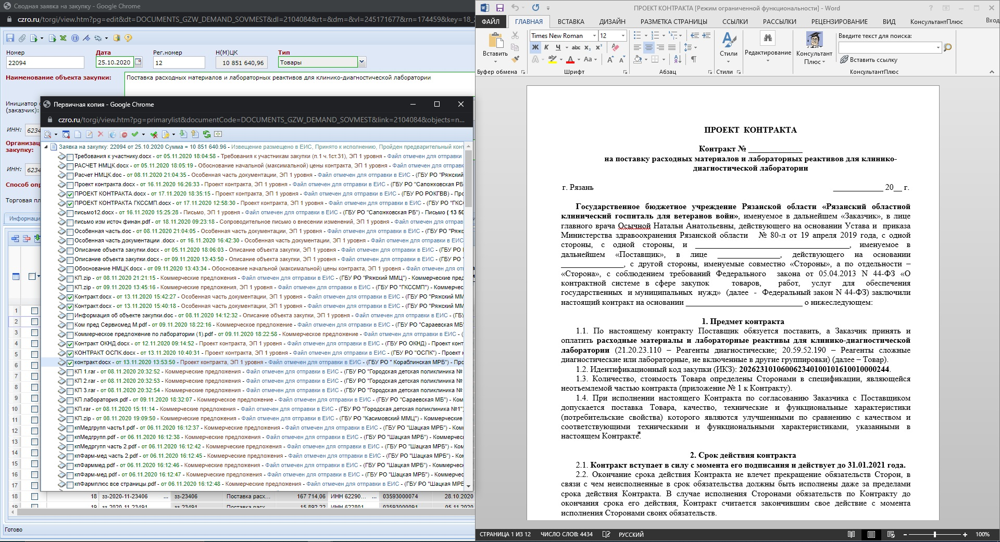 Сводная заявка на закупку - Google Chrome
czro.ru/torgi/view.htm?pg=edit&dt=DOCUMENTS_GZW_DEMAND_SOVMEST&dl=2104084&rt=&dm=&vl=245171677&rn=174459&key=18_2
Номер Дата Рег.номер Н(М)ЦК Тип
22094 25.10.2020 12 10 851 640,96 Товары
Наименование объекта закупки: Поставка расходных материалов и лабораторных реактивов для клинико-диагностической лаборатории
Инициатор
(заказчик):
ИНН: 6234
Организац
закупку:
ИНН: 6234
Способ опр
Торговая пл
Информаци
Первичная копия - Google Chrome
czro.ru/torgi/view.htm?pg=primarylist&documentCode=DOCUMENTS_GZW_DEMAND_SOVMEST&link=2104084&objects=n...
Заявка на закупку: 22094 от 25.10.2020 Сумма = 10 851 640.96 - Извещение размещено в ЕИС, Принято к исполнению, Пройден предварительный конт
Требования к участнику.docx - от 05.11.2020 18:04:58 - Требования к участникам закупки (п.1 ч.1ст.31), ЭП 1 уровня - Файл отмечен для отправки
РАСЧЕТ НМЦК.docx - от 05.11.2020 18:05:19 - Обоснование начальной (максимальной) цены контракта, ЭП 1 уровня - Файл отмечен для отправки
Расчет НМЦК.doc - от 08.11.2020 21:04:35 - Особенная часть документации, ЭП 1 уровня - Файл отмечен для отправки в ЕИС - (ГБУ РО "Ряжский
Проект контракта.docx - от 16.11.2020 16:26:33 - Проект контракта, ЭП 1 уровня - Файл отмечен для отправки в ЕИС - (ГБУ РО "Сапожковская РБ
ПРОЕКТ КОНТРАКТА.docx - от 17.11.2020 18:35:15 - Проект контракта, ЭП 1 уровня - Файл отмечен для отправки в ЕИС - (ГБУ РО РОКГВВ) - Про
ПРОЕКТ КОНТРАКТА ГКССМП.docx - от 17.11.2020 12:58:30 - Проект контракта, ЭП 1 уровня - Файл отмечен для отправки в ЕИС - (ГБУ РО "ГКСС
письмо12.docx - от 16.11.2020 15:25:28 - Письмо, ЭП 1 уровня - Файл отмечен для отправки в ЕИС - (ГБУ РО "Сапожковская РБ") - Письмо ( 13 50
письмо изм источ финан.pdf - от 18.11.2020 09:23:18 - Сопроводительное письмо о внесении изменений, ЭП 1 уровня - Файл отмечен для отправки в
Особенная часть.doc - от 08.11.2020 21:04:05 - Особенная часть документации, ЭП 1 уровня - Файл отмечен для отправки в ЕИС - (ГБУ РО "Ряжс
Особенная часть документации .docx - от 16.11.2020 16:42:30 - Особенная часть документации, ЭП 1 уровня - Файл отмечен для отправки в ЕИС
Описание объекта закупки.docx - от 05.11.2020 18:06:03 - Описание объекта закупки, ЭП 1 уровня - Файл отмечен для отправки в ЕИС - (ГБУ РО
Описание объекта закупки.docx - от 09.11.2020 13:43:50 - Описание объекта закупки, ЭП 1 уровня - Файл отмечен для отправки в ЕИС - (ГБУ РО "
Обоснование НМЦК.docx - от 09.11.2020 13:43:34 - Обоснование начальной (максимальной) цены контракта, ЭП 1 уровня - Файл отмечен для от
КП.zip - от 08.11.2020 21:21:15 - Коммерческие предложения - Файл отмечен для отправки в ЕИС - (ГБУ РО "Ряжский ММЦ") - Коммерческие пред
КП.zip - от 09.11.2020 13:45:16 - Коммерческие предложения, ЭП 1 уровня - Файл отмечен для отправки в ЕИС - (ГБУ РО "ГКССМП") - Коммерчес
Контракт.docx - от 13.11.2020 15:42:27 - Особенная часть документации, ЭП 1 уровня - Файл отмечен для отправки в ЕИС - (ГБУ РО "Ряжский ММ
Контракт.docx - от 13.11.2020 15:40:18 - Особенная часть документации, ЭП 1 уровня - Файл отмечен для отправки в ЕИС - (ГБУ РО "Ряжский ММ
Информация об объекте закупки.doc - от 08.11.2020 14:12:32 - Описание объекта закупки, ЭП 1 уровня - Файл отмечен для отправки в ЕИС - (ГБУ
Ком пред Сервисмед М.pdf - от 09.11.2020 18:22:16 - Коммерческое предложение - Файл отмечен для отправки в ЕИС - (ГБУ РО "Сараевская МБ"
Коммерческое предложение по лаборатории (1).pdf - от 09.11.2020 18:22:58 - Коммерческое предложение - Файл отмечен для отправки в ЕИС - (
Контракт ОКНД.docx - от 12.11.2020 09:14:52 - Проект контракта, ЭП 1 уровня - Файл отмечен для отправки в ЕИС - (ГБУ РО ОКНД) - Проект конт
КОНТРАКТ ОСПК.docx - от 13.11.2020 10:40:31 - Проект контракта, ЭП 1 уровня - Файл отмечен для отправки в ЕИС - (ГБУ РО "ОСПК") - Проект к
контракт.docx - от 13.11.2020 13:53:50 - Проект контракта, ЭП 1 уровня - Файл отмечен для отправки в ЕИС - (ГБУ РО " Кораблинская МРБ") - Про
КП 1.rar - от 08.11.2020 20:32:52 - Коммерческие предложения - Файл отмечен для отправки в ЕИС - (ГБУ РО "Городская детская поликлиника №
КП 2.rar - от 08.11.2020 20:32:53 - Коммерческие предложения - Файл отмечен для отправки в ЕИС - (ГБУ РО "Городская детская поликлиника №
КП 3.rar - от 08.11.2020 20:32:54 - Коммерческие предложения - Файл отмечен для отправки в ЕИС - (ГБУ РО "Городская детская поликлиника №
КП лаборатория.pdf - от 09.11.2020 18:32:07 - Коммерческое предложение - Файл отмечен для отправки в ЕИС - (ГБУ РО "Сараевская МБ") - Ком
КП.rar - от 08.11.2020 15:11:14 - Коммерческие предложения - Файл отмечен для отправки в ЕИС - (ГБУ РО "Городская детская поликлиника №1")
КП.zip - от 08.11.2020 19:09:50 - Коммерческие предложения - Файл отмечен для отправки в ЕИС - (ГБУ РО "Касимовский ММЦ") - Коммерческие
кпМедгрупп часть1.pdf - от 06.11.2020 16:12:37 - Коммерческие предложения - Файл отмечен для отправки в ЕИС - (ГБУ РО "Шацкая МРБ") - Ком
кпМедгрупп.pdf - от 06.11.2020 16:12:38 - Коммерческие предложения - Файл отмечен для отправки в ЕИС - (ГБУ РО "Шацкая МРБ") - Коммерчес
кпМедгрупп часть 2.pdf - от 06.11.2020 16:12:42 - Коммерческие предложения - Файл отмечен для отправки в ЕИС - (ГБУ РО "Шацкая МРБ") - Ком
кпФарм-мед часть 2.pdf - от 06.11.2020 16:12:45 - Коммерческие предложения - Файл отмечен для отправки в ЕИС - (ГБУ РО "Шацкая МРБ") - Ком
кпФармед.pdf - от 06.11.2020 16:12:46 - Коммерческие предложения - Файл отмечен для отправки в ЕИС - (ГБУ РО "Шацкая МРБ") - Коммерческ
кпФарм-мед.pdf - от 06.11.2020 16:12:47 - Коммерческие предложения - Файл отмечен для отправки в ЕИС - (ГБУ РО "Шацкая МРБ") - Коммерчес
кпФармплюс все страницы.pdf - от 06.11.2020 16:12:48 - Коммерческие предложения - Файл отмечен для отправки в ЕИС - (ГБУ РО "Шацкая МРБ
1
2
3
4
5
6
7
8
9
10
11
12
13
14
15
16
17
18 18 зз-2020-11-23406 ... зз-23406 Поставка расх... 167 714,06 ИНН 62290... ... 03593000074 28.10.2020
19 19 зз-2020-11-23491 зз-23491 Поставка расх 15 892,22 ИНН 622801 03593000091 05.11.2020
Готово
ПРОЕКТ КОНТРАКТА [Режим ограниченной функциональности] - Word
ФАЙЛ ГЛАВНАЯ ВСТАВКА ДИЗАЙН РАЗМЕТКА СТРАНИЦЫ ССЫЛКИ РАССЫЛКИ РЕЦЕНЗИРОВАНИЕ ВИД КонсультантПлюс Вход
Times New Roman 12
Вставить Стили Редактирование Консультант Плюс
Введите текст для поиска:
Вставить ссылку
Буфер обмена Шрифт Абзац Стили КонсультантПлюс
ПРОЕКТ КОНТРАКТА
Контракт № _____________
на поставку расходных материалов и лабораторных реактивов для клинико-
диагностической лаборатории
г. Рязань ____________ 20__ г.
Государственное бюджетное учреждение Рязанской области «Рязанский областной
клинический госпиталь для ветеранов войн», именуемое в дальнейшем «Заказчик», в лице
главного врача Осычной Натальи Анатольевны, действующего на основании Устава и приказа
Министерства здравоохранения Рязанской области № 80-л от 19 апреля 2019 года, с одной
стороны, с одной стороны, и _____________________________________, именуемое в
дальнейшем «Поставщик», в лице _______________, действующего на основании
_______________, с другой стороны, именуемые совместно «Стороны», а по отдельности –
«Сторона», с соблюдением требований Федерального закона от 05.04.2013 N 44-ФЗ «О
контрактной системе в сфере закупок товаров, работ, услуг для обеспечения
государственных и муниципальных нужд» (далее - Федеральный закон N 44-ФЗ) заключили
настоящий контракт на основании ____________________________ о нижеследующем:
1. Предмет контракта
1.1. По настоящему контракту Поставщик обязуется поставить, а Заказчик принять и
оплатить расходные материалы и лабораторные реактивы для клинико-диагностической
лаборатории (21.20.23.110 – Реагенты диагностические; 20.59.52.190 – Реагенты сложные
диагностические или лабораторные, не включенные в другие группировки) (далее – Товар).
1.2. Идентификационный код закупки (ИКЗ): 202623101060062340100101610010000244.
1.3. Количество, стоимость Товара определены Сторонами в спецификации, являющейся
неотъемлемой частью контракта (приложение № 1 к Контракту).
1.4. При исполнении настоящего Контракта по согласованию Заказчика с Поставщиком
допускается поставка Товара, качество, технические и функциональные характеристики
(потребительские свойства) которого являются улучшенными по сравнению с качеством и
соответствующими техническими и функциональными характеристиками, указанными в
настоящем Контракте.*
2. Срок действия контракта
2.1. Контракт вступает в силу с момента его подписания и действует до 31.01.2021 года.
2.2. Окончание срока действия Контракта не влечет прекращение обязательств Сторон, в
связи с чем неисполненные в срок обязательства должны быть исполнены даже за пределами
срока действия Контракта. В случае исполнения Сторонами обязательств по Контракту до
окончания срока его действия, Контракт считается закончившим свое действие с момента
исполнения Сторонами своих обязательств.
СТРАНИЦА 1 ИЗ 12 ЧИСЛО СЛОВ: 4434 РУССКИЙ 100%